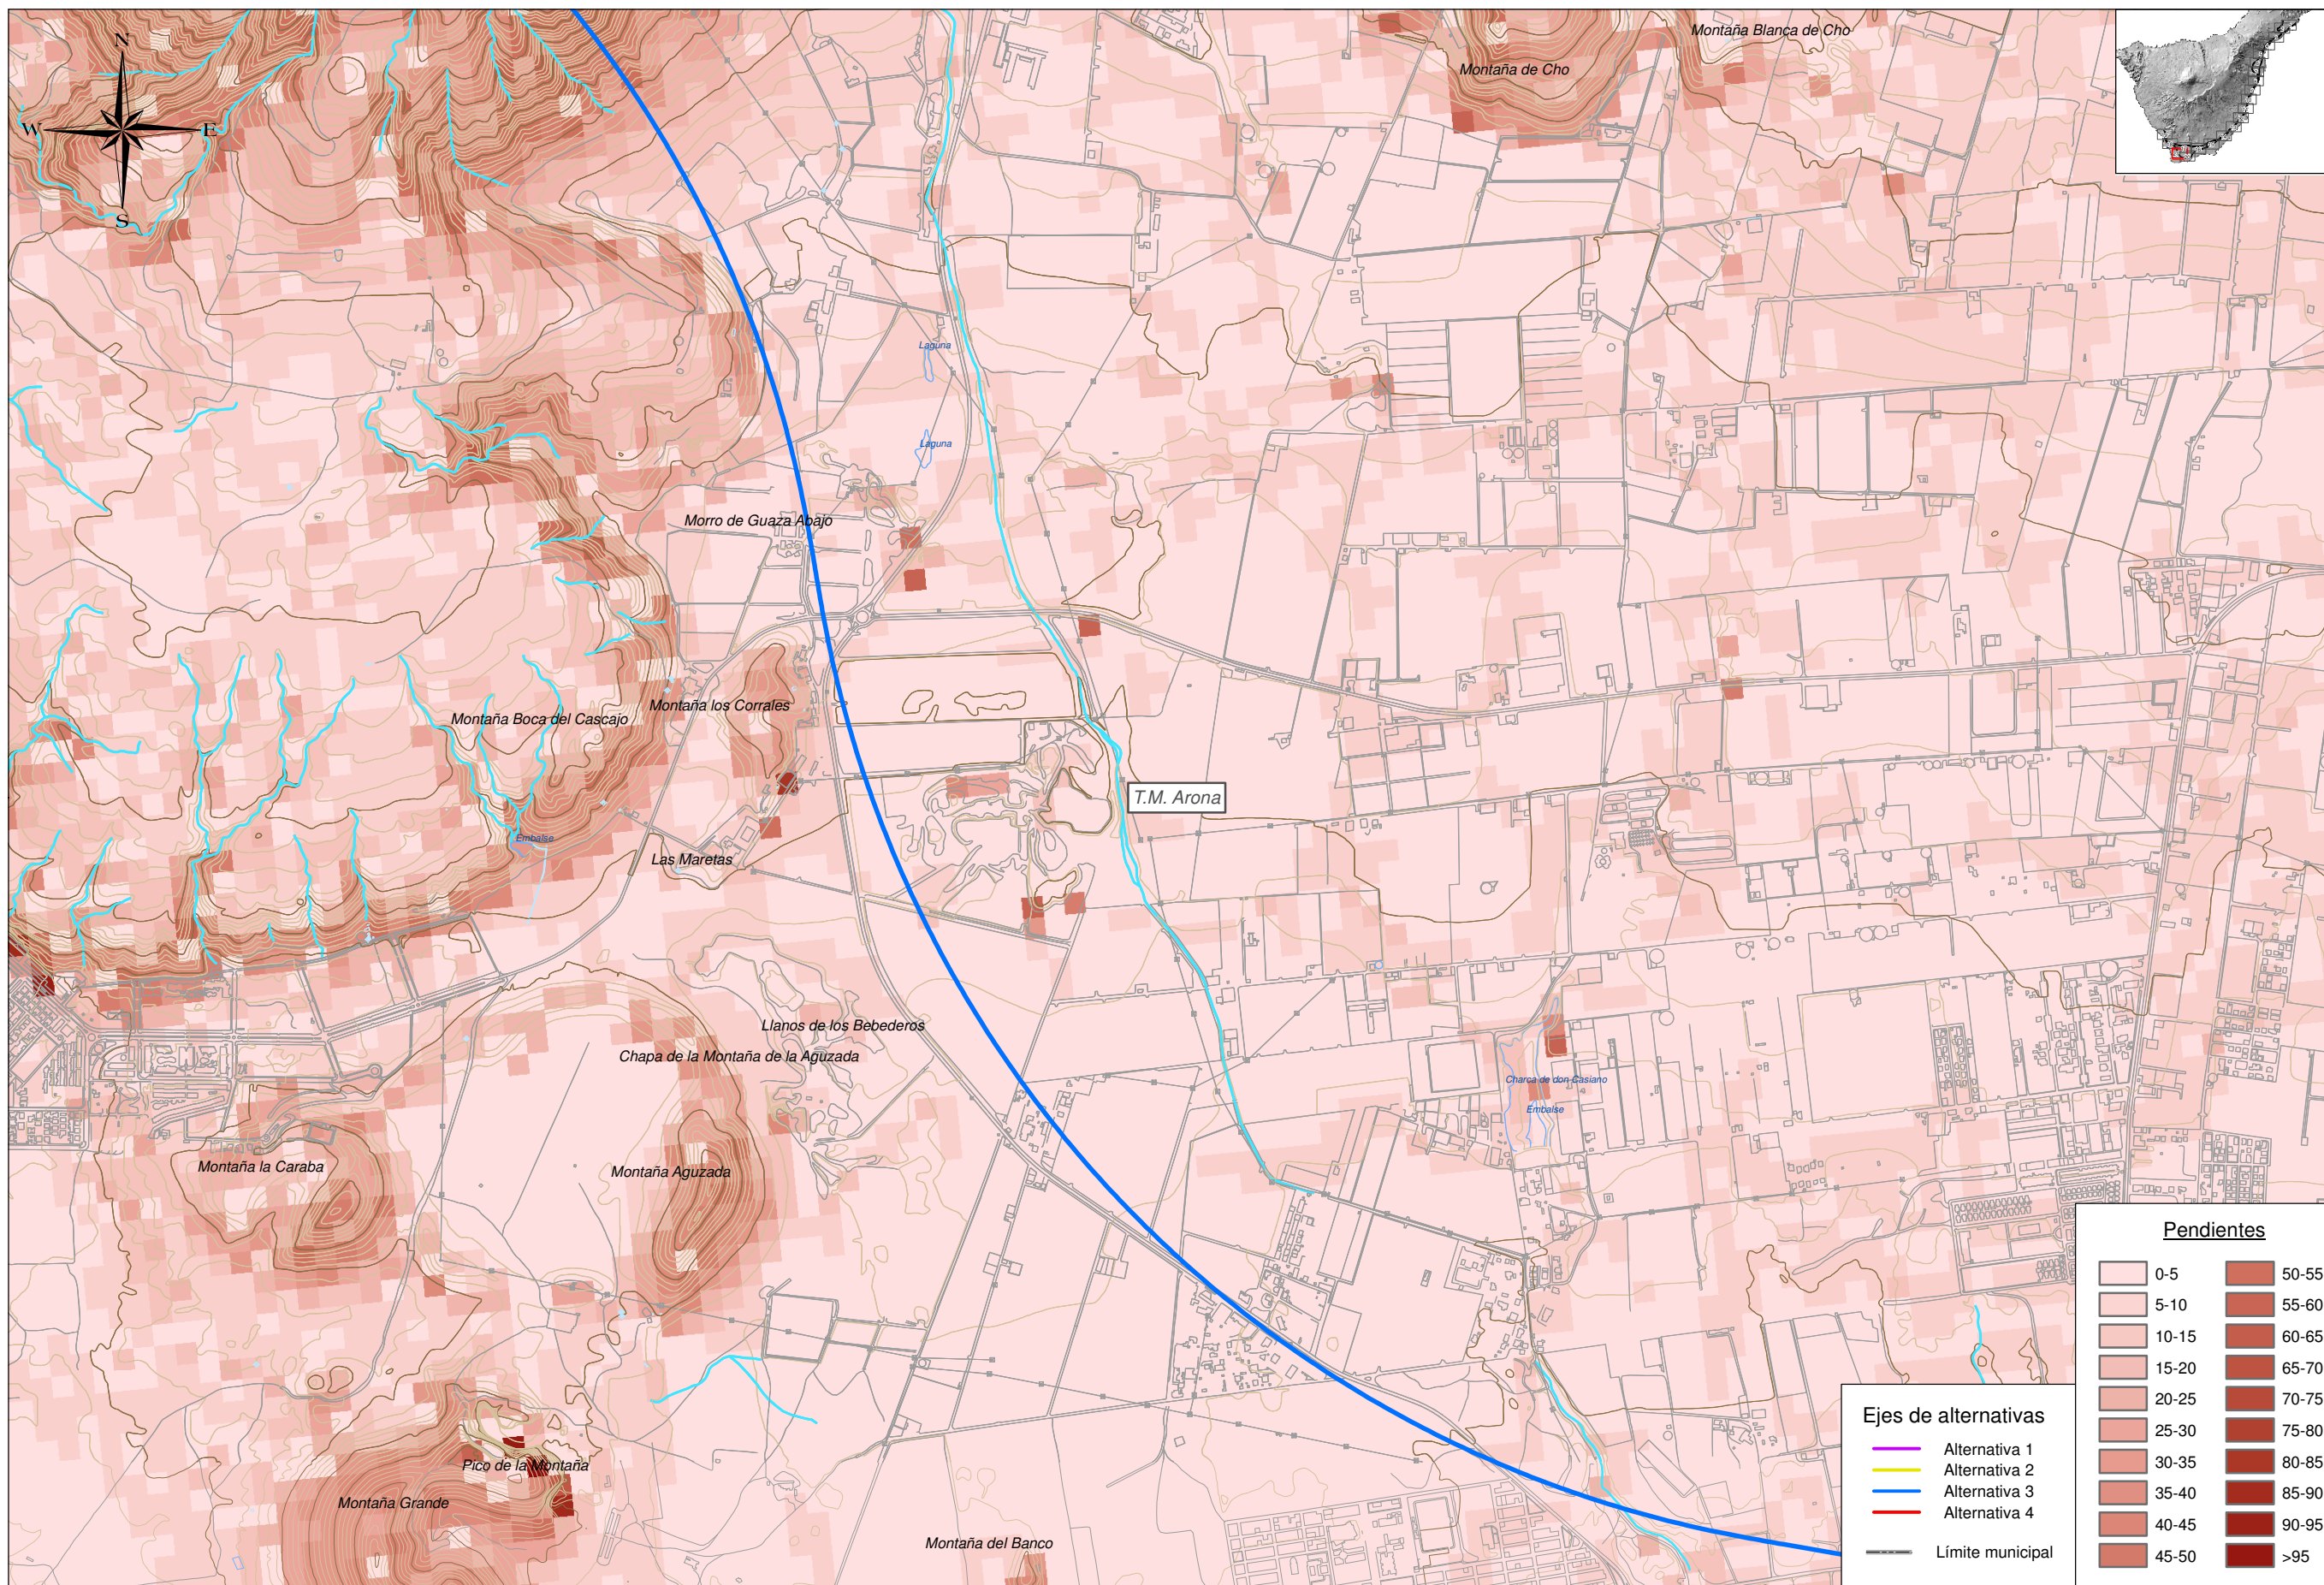 Montaña Blanca de Cho
N
Montaña de Cho
W
E
S
Laguna
Laguna
Morro de Guaza Abajo
Montaña los Corrales
Montaña Boca del Cascajo
T.M. Arona
Embalse
Las Maretas
Llanos de los Bebederos
Chapa de la Montaña de la Aguzada
Charca de don Casiano
Embalse
Montaña la Caraba
Montaña Aguzada
Pico de la Montaña
Montaña Grande
Montaña del Banco
Ejes de alternativas
Alternativa 1
Alternativa 2
Alternativa 3
Alternativa 4
Límite municipal
Pendientes
0-5
5-10
10-15
15-20
20-25
25-30
30-35
35-40
40-45
45-50
50-55
55-60
60-65
65-70
70-75
75-80
80-85
85-90
90-95
>95